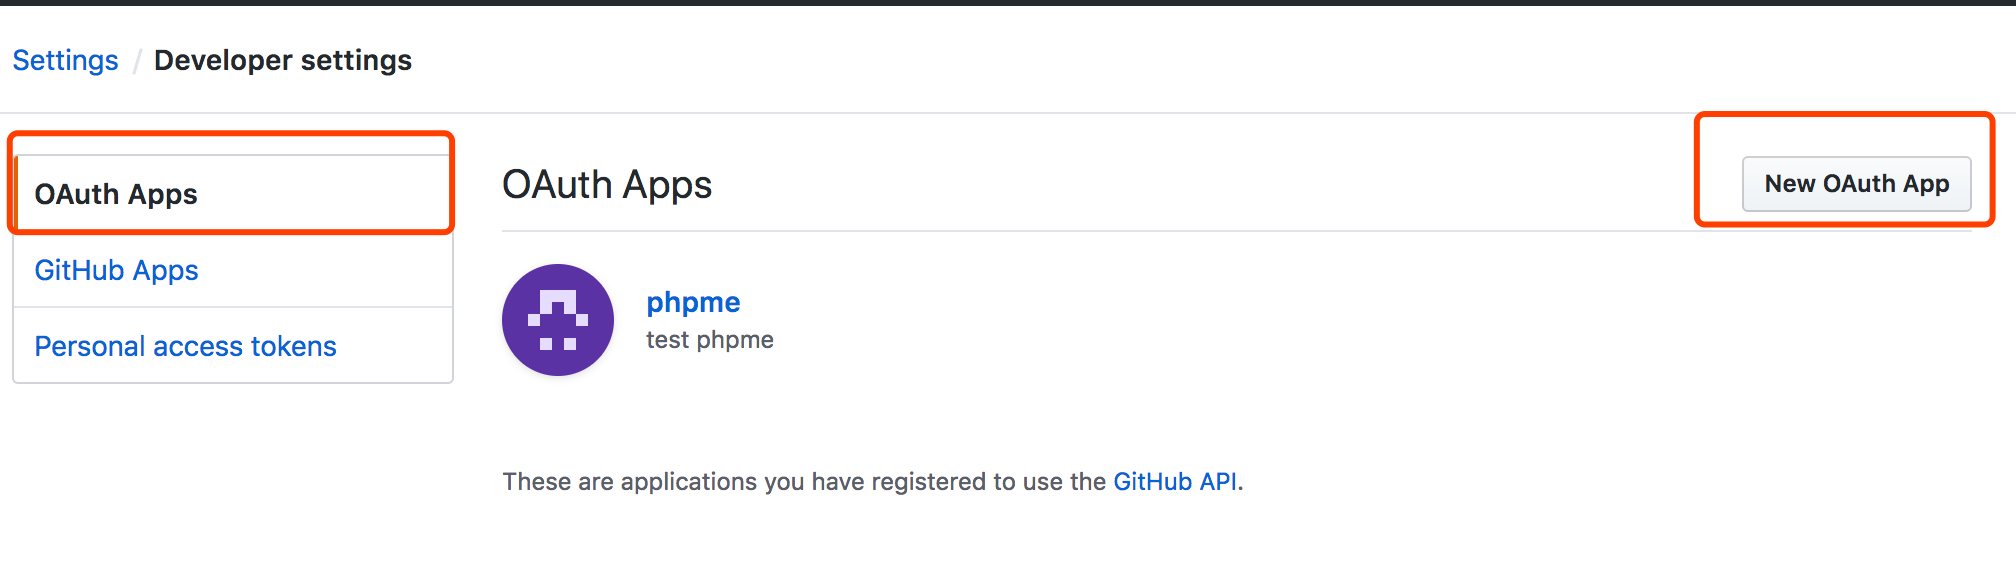 Settings / Developer settings
OAuth Apps
GitHub Apps
Personal access tokens
OAuth Apps
New OAuth App
phpme
test phpme
These are applications you have registered to use the GitHub API.